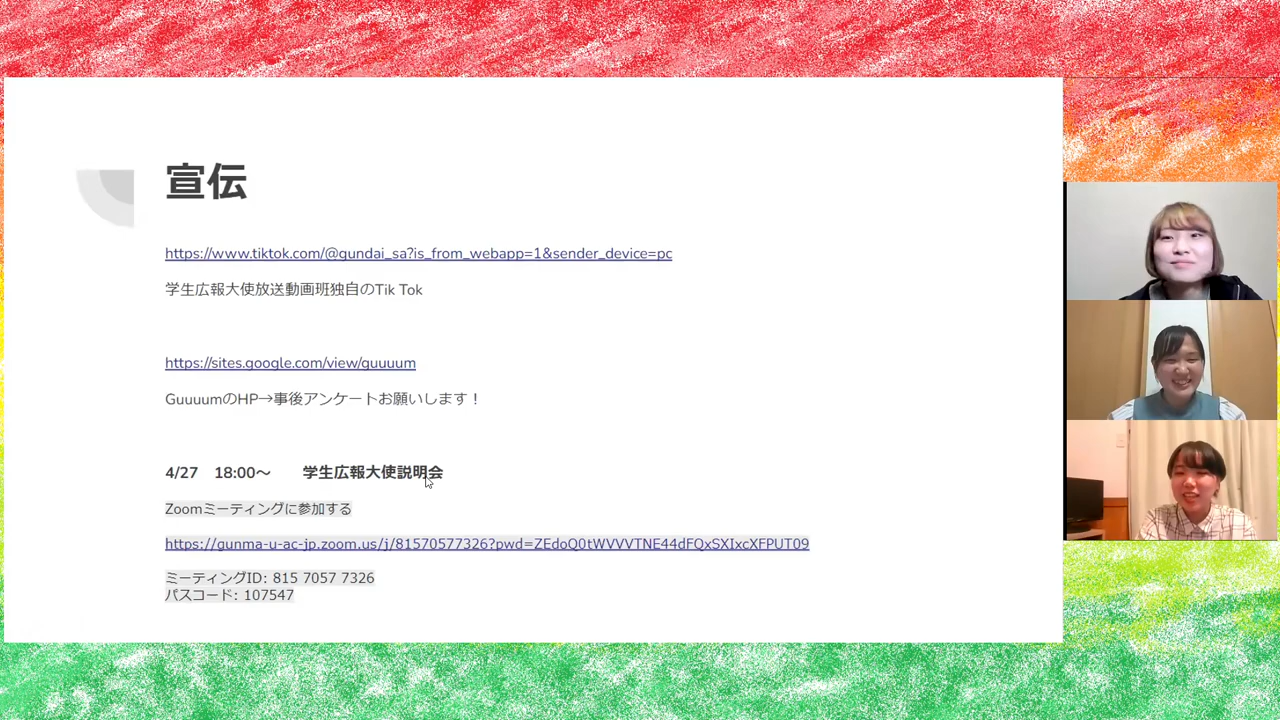 宣伝
https://www.tiktok.com/@gundai_sa?is_from_webapp=1&sender_device=pc
学生広報大使放送動画班独自のTik Tok
https://sites.google.com/view/guuuum
GuuuumのHP→事後アンケートお願いします！
4/27　18:00～　　学生広報大使説明会
Zoomミーティングに参加する
https://gunma-u-ac-jp.zoom.us/j/81570577326?pwd=ZEdoQ0tWVVVTNE44dFQxSXIxcXFPUT09
ミーティングID: 815 7057 7326
パスコード: 107547